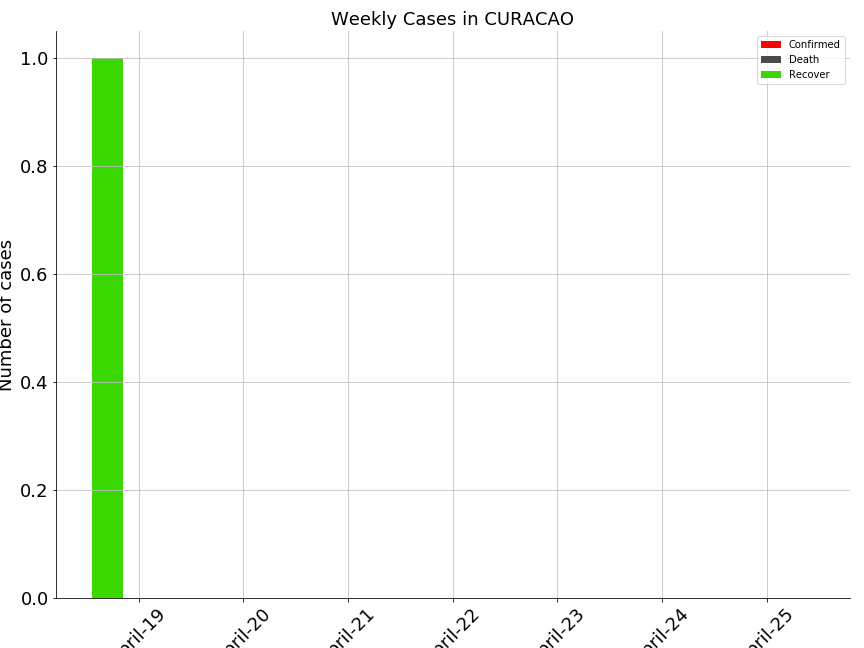 Weekly Cases in CURACAO
Confirmed
Death
Recover
Number of cases
1.0
0.8
0.6
0.4
0.2
0.0
pril-19
pril-20
pril-21
pril-22
pril-23
pril-24
pril-25